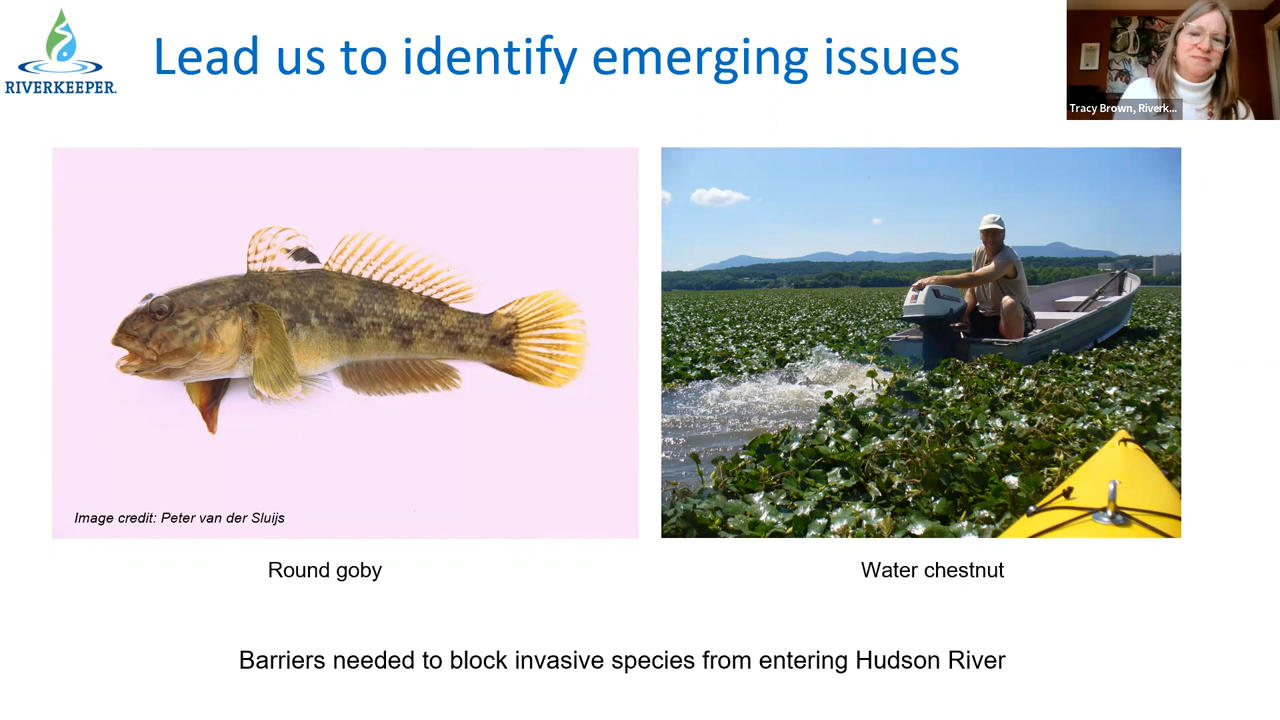 Lead us to identify emerging issues
RIVERKEEPER.
Tracy Brown, Riverk...
Image credit: Peter van der Sluijs
Round goby
Water chestnut
Barriers needed to block invasive species from entering Hudson River